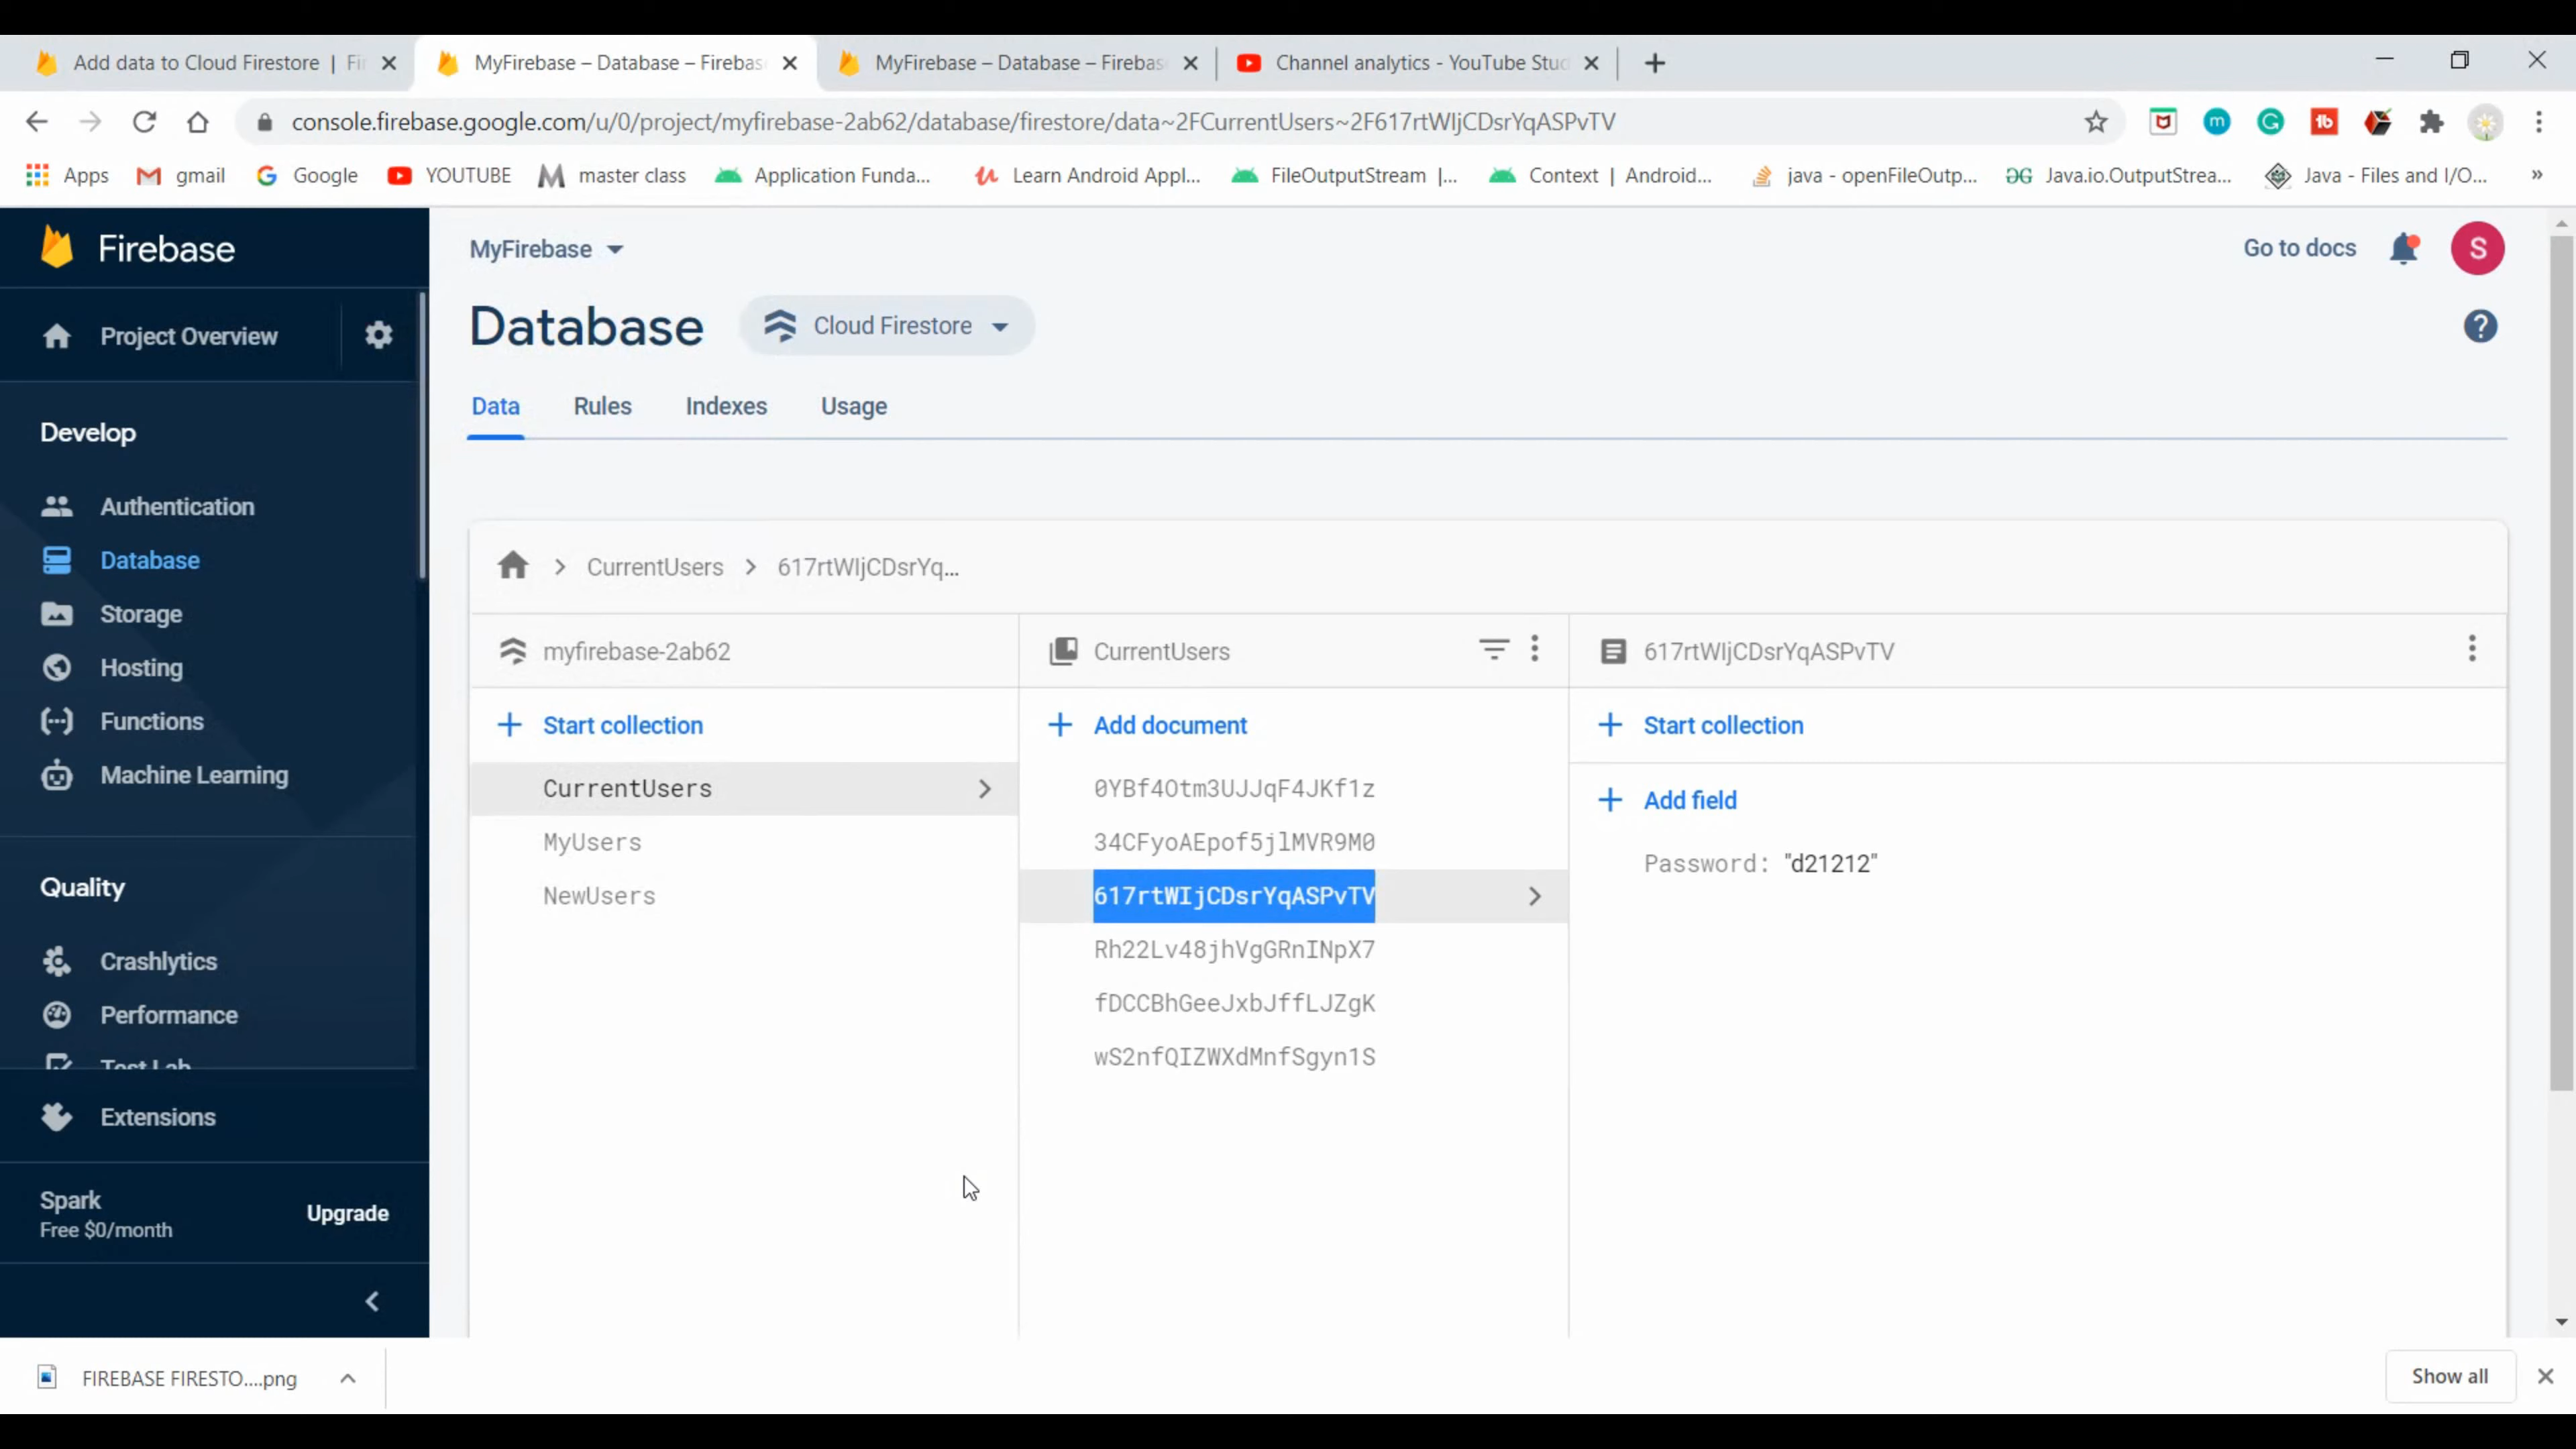 Add data to Cloud Firestore | Fi
MyFirebase – Database – Firebas
MyFirebase – Database – Firebas
Channel analytics - YouTube Stu
console.firebase.google.com/u/0/project/myfirebase-2ab62/database/firestore/data~2FCurrentUsers~2F617rtWIjCDsrYqASPvTV
Apps
gmail
Google
YOUTUBE
master class
Application Funda...
Learn Android Appl...
FileOutputStream |...
Context | Android...
java - openFileOutp...
Java.io.OutputStrea...
Java - Files and I/O...
»
Firebase
MyFirebase
Go to docs
S
Project Overview
Database
Cloud Firestore
Data
Rules
Indexes
Usage
Develop
Authentication
Database
Storage
Hosting
Functions
Machine Learning
Quality
Crashlytics
Performance
Test Lab
Extensions
Spark
Free $0/month
Upgrade
CurrentUsers
617rtWIjCDsrYq...
myfirebase-2ab62
CurrentUsers
617rtWIjCDsrYqASPvTV
Start collection
Add document
Start collection
CurrentUsers
MyUsers
NewUsers
0YBf4Otm3UJJqF4JKf1z
34CFyoAEpof5jlMVR9M0
617rtWIjCDsrYqASPvTV
Rh22Lv48jhVgGRnINpX7
fDCCBhGeeJxbJffLJZgK
wS2nfQIZWXdMnfSgyn1S
Add field
Password: "d21212"
FIREBASE FIRESTO....png
Show all